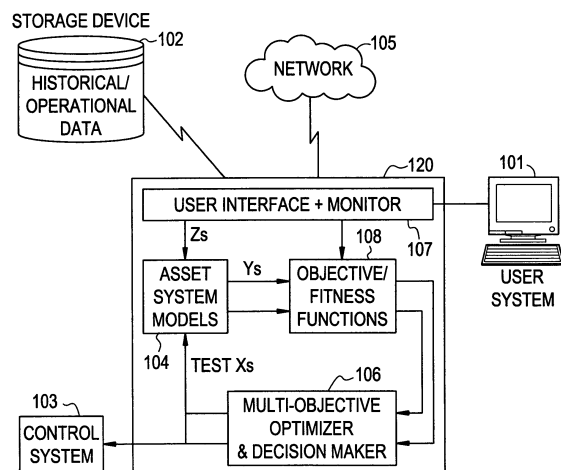 STORAGE DEVICE
102
HISTORICAL/
OPERATIONAL
DATA
105
NETWORK
120
101
USER INTERFACE + MONITOR
107
USER
SYSTEM
Zs
108
ASSET
SYSTEM
MODELS
104
Ys
OBJECTIVE/
FITNESS
FUNCTIONS
TEST Xs
106
103
CONTROL
SYSTEM
MULTI-OBJECTIVE
OPTIMIZER
& DECISION MAKER